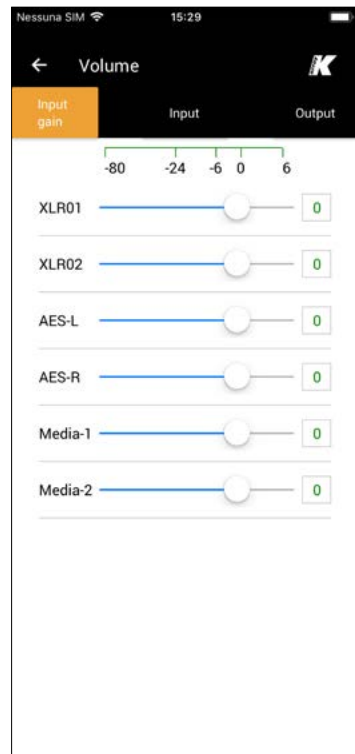 Nessuna SIM 15:29
← Volume K
Input
gain Input Output
-80 -24 -6 0 6
XLR01 0
XLR02 0
AES-L 0
AES-R 0
Media-1 0
Media-2 0